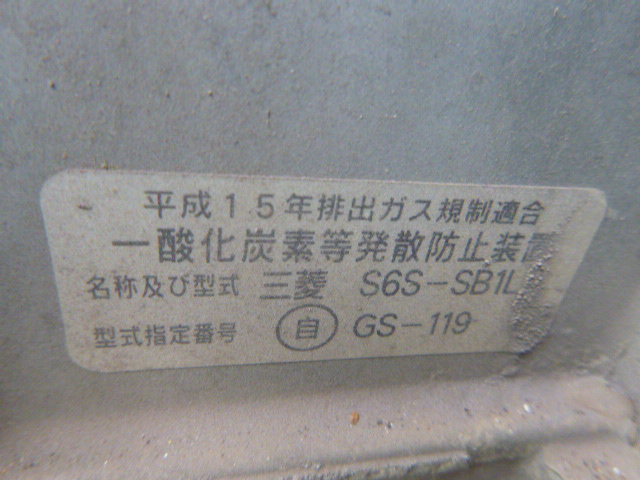 平成15年排出ガス規制適合
一酸化炭素等発散防止装置
名称及び型式 三菱 S6S-SB1L
型式指定番号 ㊀自 GS-119